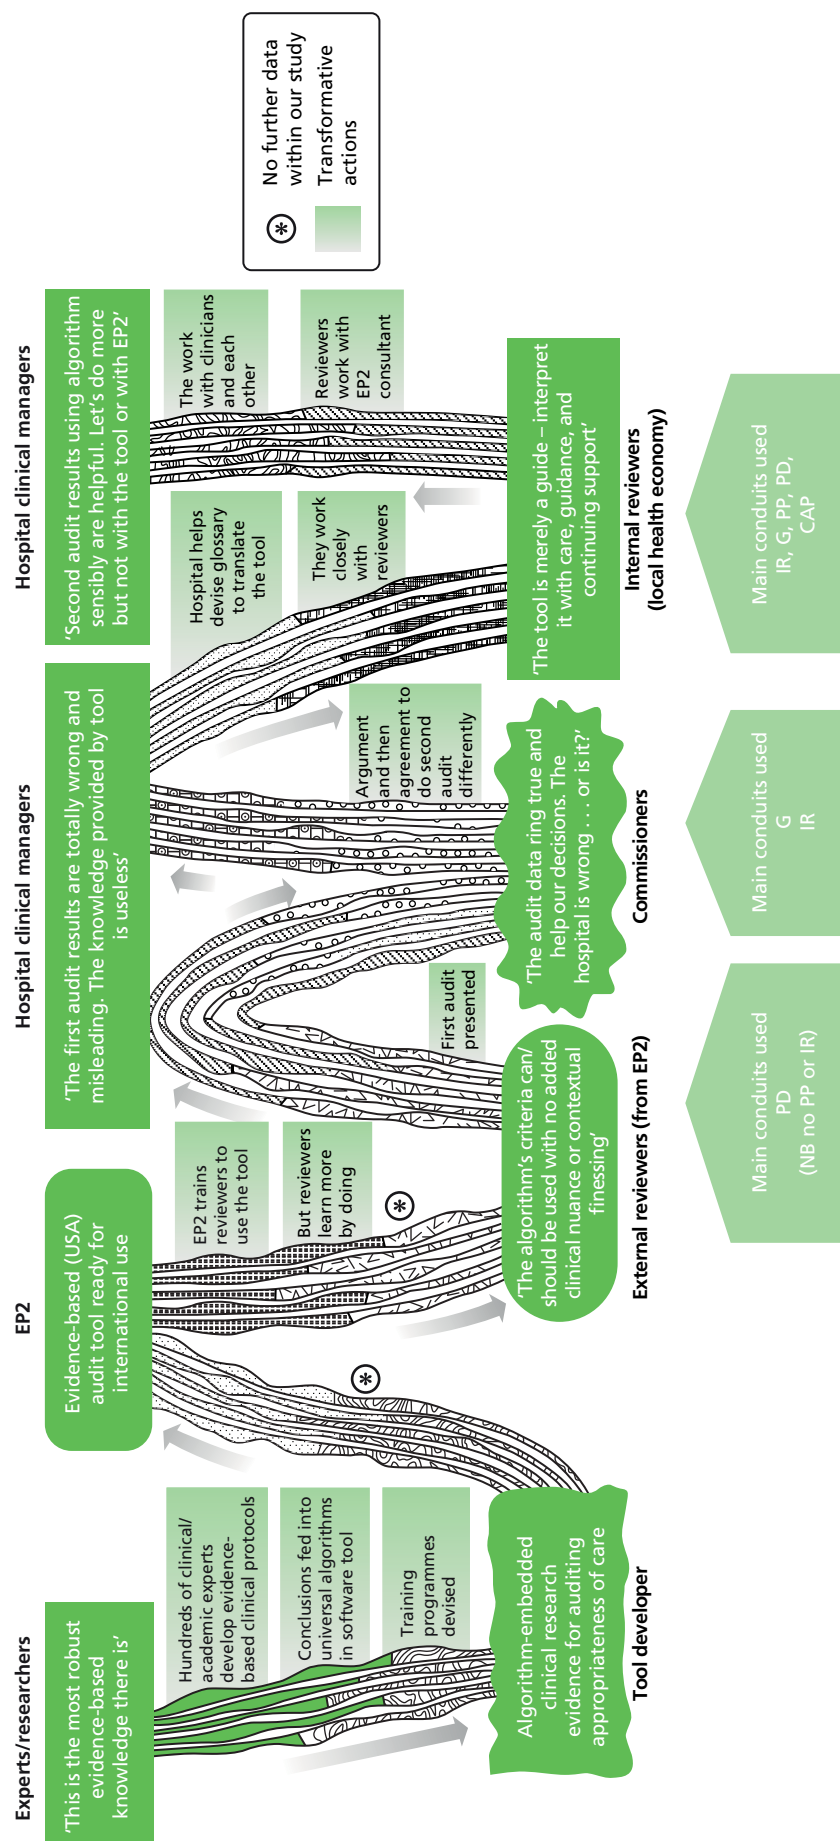 Experts/researchers
'This is the most robust
evidence-based
knowledge there is'
Hundreds of clinical/
academic experts
develop evidence-
based clinical protocols
Conclusions fed into
universal algorithms
in software tool
Training
programmes
devised
Algorithm-embedded
clinical research
evidence for auditing
appropriateness of care
Tool developer
EP2
Evidence-based (USA)
audit tool ready for
international use
EP2 trains
reviewers to
use the tool
But reviewers
learn more
by doing
'The algorithm's criteria can/
should be used with no added
clinical nuance or contextual
finessing'
External reviewers (from EP2)
Main conduits used
PD
(NB no PP or IR)
Hospital clinical managers
'The first audit results are totally wrong and
misleading. The knowledge provided by tool
is useless'
First audit
presented
Argument
and then
agreement to
do second
audit
differently
'The audit data ring true and
help our decisions. The
hospital is wrong . . . or is it?'
Commissioners
Main conduits used
G
IR
Hospital helps
devise glossary
to translate
the tool
They work
closely
with
reviewers
Hospital clinical managers
'Second audit results using algorithm
sensibly are helpful. Let's do more
but not with the tool or with EP2'
The work
with clinicians
and each
other
Reviewers
work with
EP2
consultant
'The tool is merely a guide – interpret
it with care, guidance, and
continuing support'
Internal reviewers
(local health economy)
Main conduits used
IR, G, PP, PD,
CAP
No further data
within our study
Transformative
actions